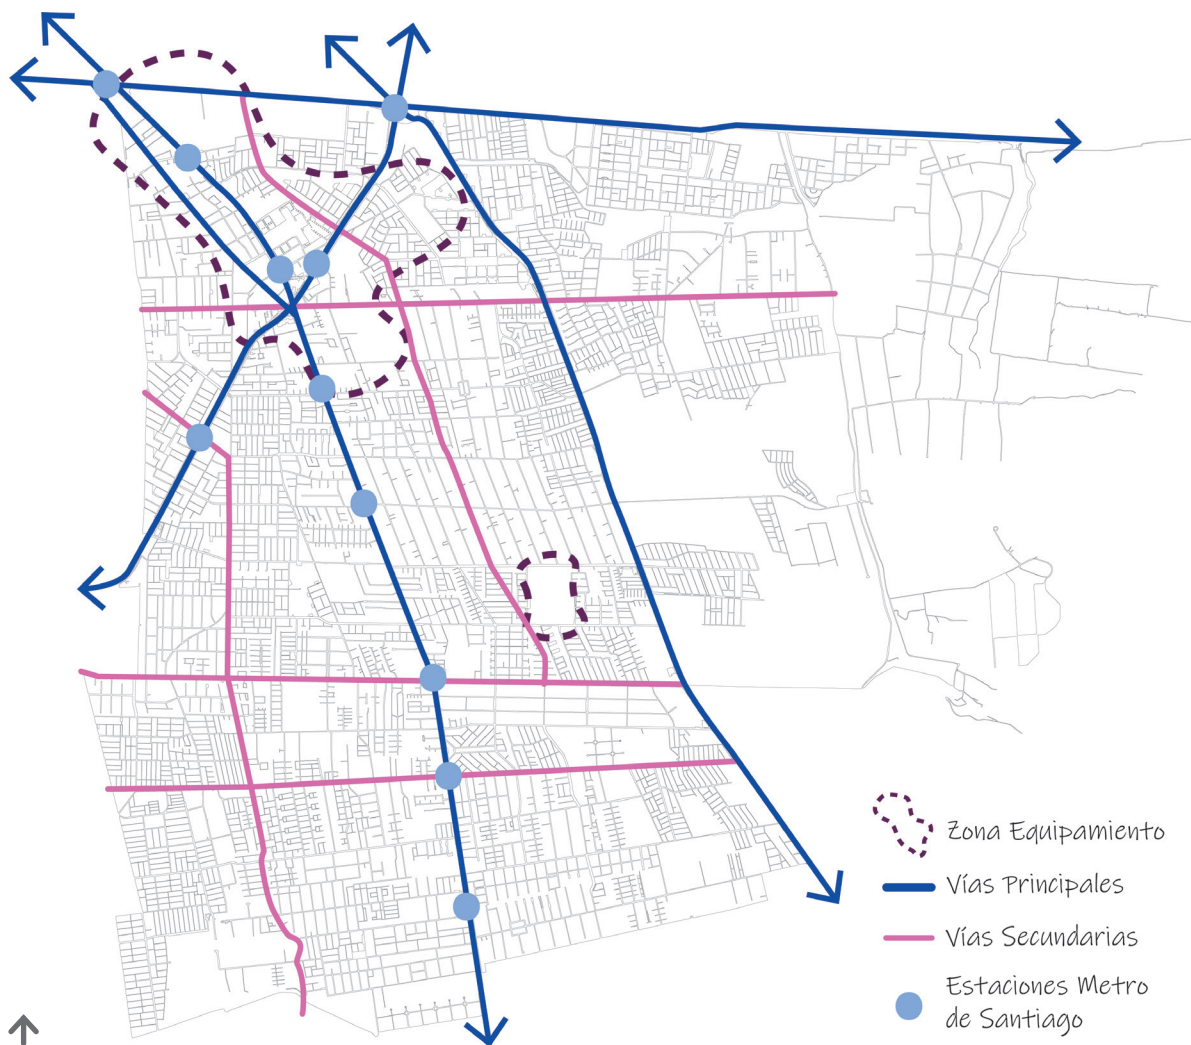 Zona Equipamiento
Vías Principales
Vías Secundarias
Estaciones Metro
de Santiago